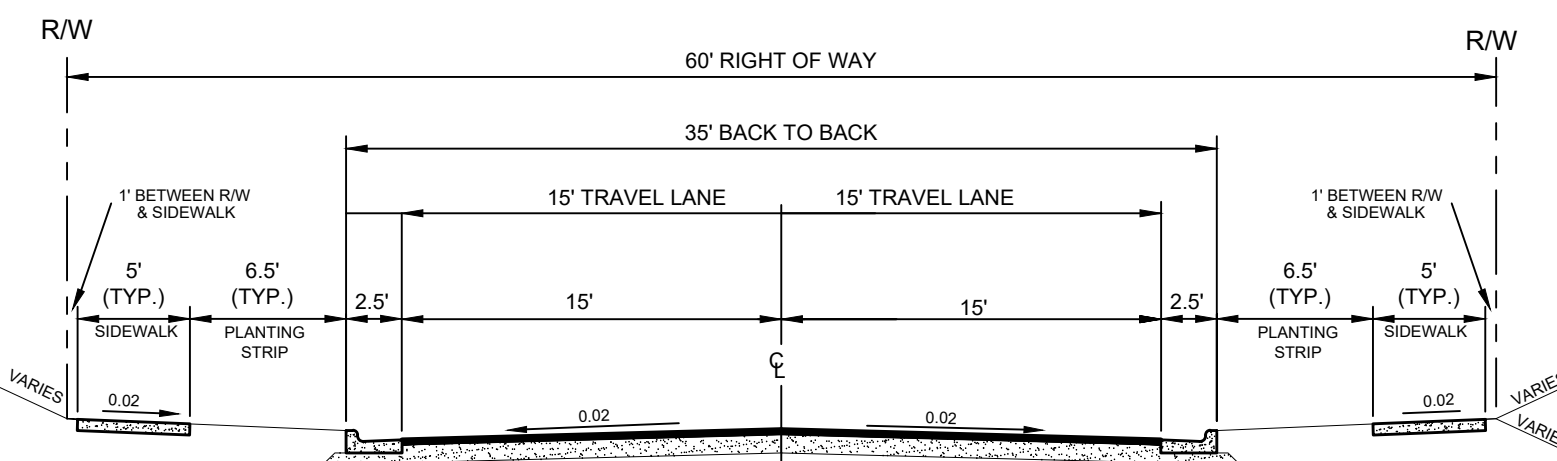 R/W
R/W
60' RIGHT OF WAY
35' BACK TO BACK
1' BETWEEN R/W
& SIDEWALK
15' TRAVEL LANE
15' TRAVEL LANE
1' BETWEEN R/W
& SIDEWALK
5'
(TYP.)
SIDEWALK
6.5'
(TYP.)
PLANTING
STRIP
2.5'
15'
15'
2.5'
6.5'
(TYP.)
PLANTING
STRIP
5'
(TYP.)
SIDEWALK
CL
VARIES
0.02
0.02
0.02
0.02
VARIES
VARIES